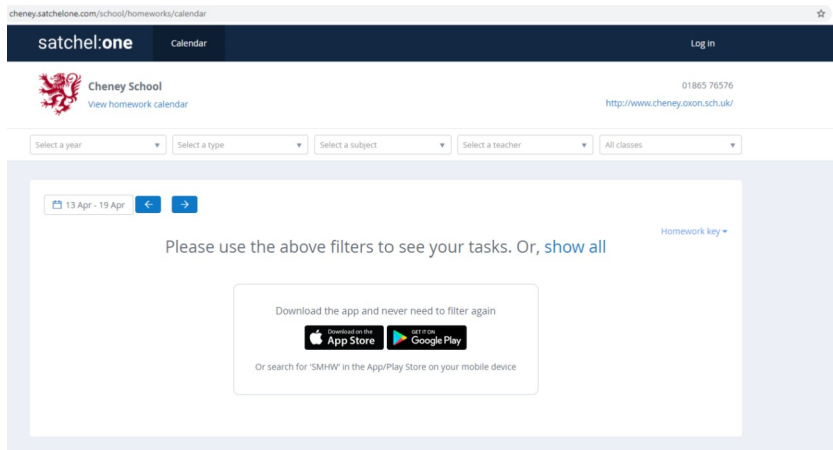 cheney.satchelone.com/school/homeworks/calendar
satchel:one Calendar Log in
Cheney School 01865 76576
View homework calendar http://www.cheney.oxon.sch.uk/
Select a year Select a type Select a subject Select a teacher All classes
13 Apr - 19 Apr
Homework key
Please use the above filters to see your tasks. Or, show all
Download the app and never need to filter again
Download on the App Store GET IT ON Google Play
Or search for 'SMHW' in the App/Play Store on your mobile device